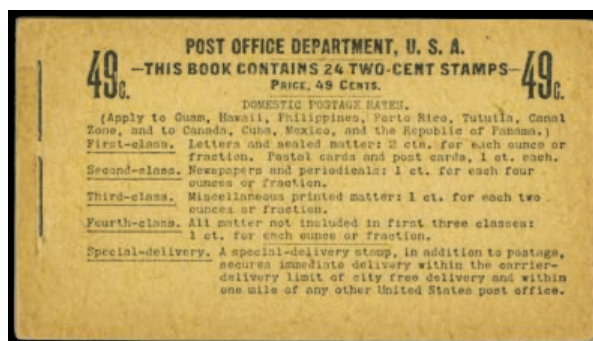 POST OFFICE DEPARTMENT, U. S. A.
49c. —THIS BOOK CONTAINS 24 TWO-CENT STAMPS— 49c.
PRICE, 49 CENTS.
DOMESTIC POSTAGE RATES.
(Apply to Guam, Hawaii, Philippines, Porto Rico, Tutuila, Canal
Zone, and to Canada, Cuba, Mexico, and the Republic of Panama.)
First-class. Letters and sealed matter: 2 cts. for each ounce or
fraction. Postal cards and post cards, 1 ct. each.
Second-class. Newspapers and periodicals: 1 ct. for each four
ounces or fraction.
Third-class. Miscellaneous printed matter: 1 ct. for each two
ounces or fraction.
Fourth-class. All matter not included in first three classes:
1 ct. for each ounce or fraction.
Special-delivery. A special-delivery stamp, in addition to postage,
secures immediate delivery within the carrier-
delivery limit of city free delivery and within
one mile of any other United States post office.